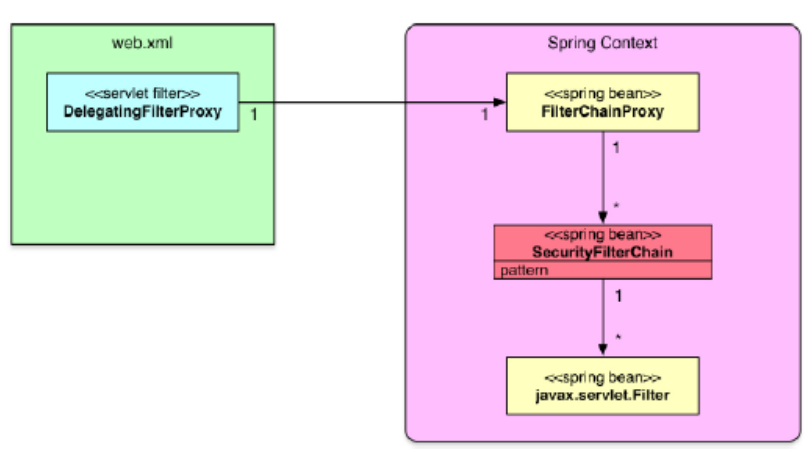 web.xml
<<servlet filter>>
DelegatingFilterProxy
1
Spring Context
1
<<spring bean>>
FilterChainProxy
1
*
<<spring bean>>
SecurityFilterChain
pattern
1
*
<<spring bean>>
javax.servlet.Filter